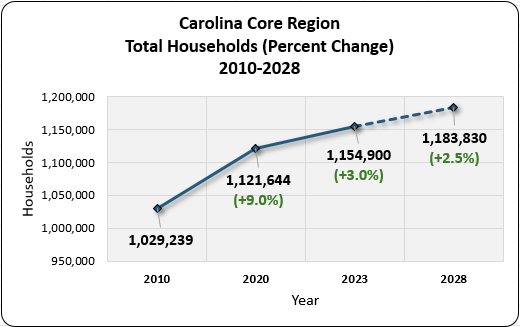 Carolina Core Region
Total Households (Percent Change)
2010-2028
1,200,000
1,150,000
1,100,000
1,050,000
1,000,000
950,000
Households
1,029,239
1,121,644
(+9.0%)
1,154,900
(+3.0%)
1,183,830
(+2.5%)
2010 2020 2023 2028
Year